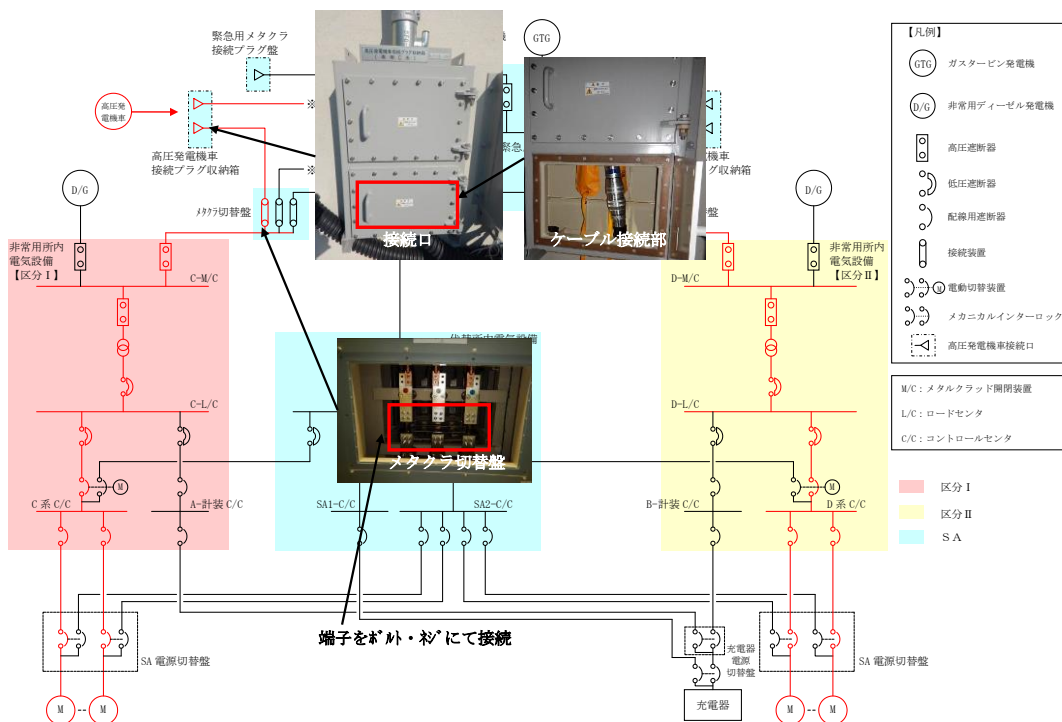 緊急用メタクラ
接続プラグ盤
GTG
【凡例】
GTG
ガスタービン発電機
D/G
非常用ディーゼル発電機
高圧遮断器
低圧遮断器
配線用遮断器
接続装置
M
電動切替装置
メカニカルインターロック
高圧発電機車接続口
M/C：メタルクラッド開閉装置
L/C：ロードセンタ
C/C：コントロールセンタ
区分Ⅰ
区分Ⅱ
ＳＡ
高圧発
電機車
高圧発電機車
接続プラグ収納箱
※
※
D/G
ﾒﾀｸﾗ切替盤
接続口
ケーブル接続部
緊急
電機車
ラグ収納箱
替盤
D/G
非常用所内
電気設備
【区分Ⅰ】
C-M/C
D-M/C
非常用所内
電気設備
【区分Ⅱ】
代替所内電気設備
C-L/C
D-L/C
メタクラ切替盤
M
M
C系C/C
A-計装C/C
SA1-C/C
SA2-C/C
B-計装C/C
D系C/C
端子をﾎﾞﾙﾄ・ﾈｼﾞにて接続
SA電源切替盤
充電器
電源
切替盤
SA電源切替盤
M
M
充電器
M
M